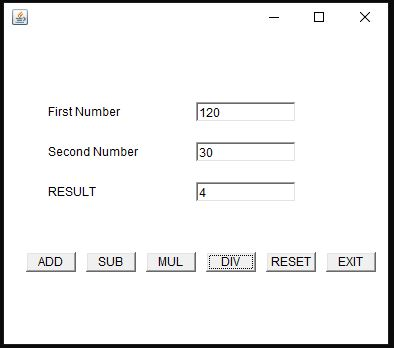 First Number 120
Second Number 30
RESULT 4
ADD SUB MUL DIV RESET EXIT